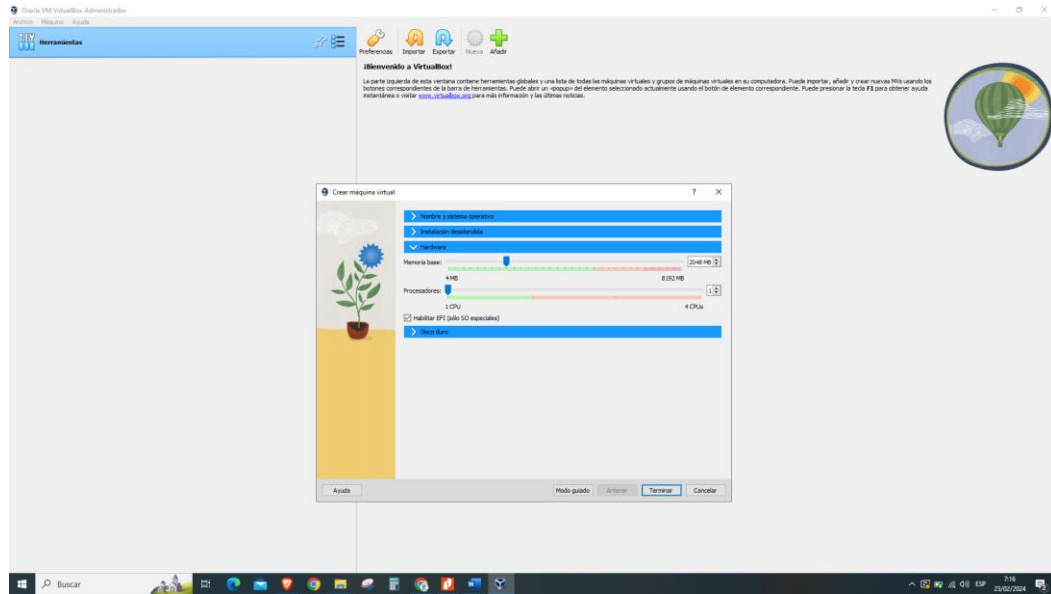 Oracle VM VirtualBox Administrador
Archivo Máquina Ayuda
Herramientas
Preferencias Importar Exportar Nueva Añadir
¡Bienvenido a VirtualBox!
La parte izquierda de esta ventana contiene herramientas globales y una lista de todas las máquinas virtuales y grupos de máquinas virtuales en su computadora. Puede importar, añadir y crear nuevas MVs usando los
botones correspondientes de la barra de herramientas. Puede abrir un «popup» del elemento seleccionado actualmente usando el botón de elemento correspondiente. Puede presionar la tecla F1 para obtener ayuda
instantánea o visitar www.virtualbox.org para más información y las últimas noticias.
Crear máquina virtual
Nombre y sistema operativo
Instalación desatendida
Hardware
Memoria base: 2048 MB
4 MB 8192 MB
Procesadores: 1
1 CPU 4 CPUs
Habilitar EFI (sólo SO especiales)
Disco duro
Ayuda Modo guiado Anterior Terminar Cancelar
Buscar ESP 7:16
23/02/2024